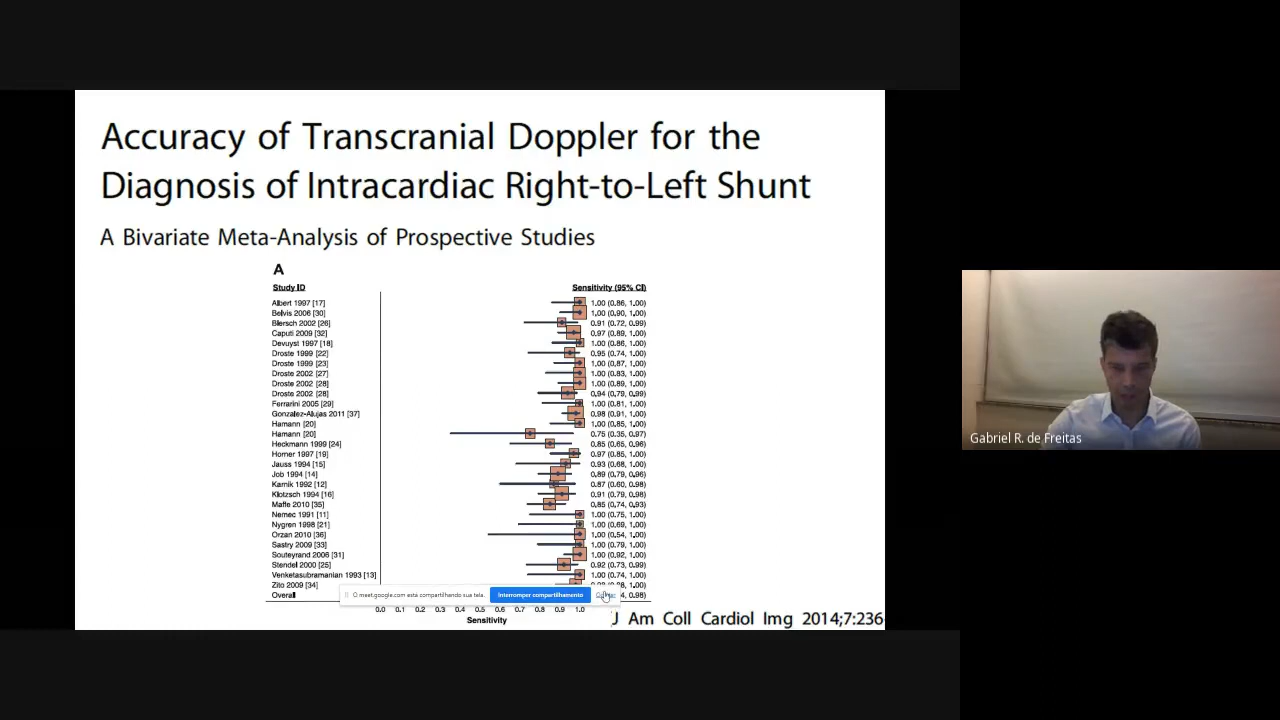 Accuracy of Transcranial Doppler for the
Diagnosis of Intracardiac Right-to-Left Shunt
A Bivariate Meta-Analysis of Prospective Studies
A
Study ID Sensitivity (95% CI)
Albert 1997 [17] 1.00 (0.86, 1.00)
Belvis 2006 [30] 1.00 (0.90, 1.00)
Blersch 2002 [26] 0.91 (0.72, 0.99)
Caputi 2009 [32] 0.97 (0.89, 1.00)
Devuyst 1997 [18] 1.00 (0.86, 1.00)
Droste 1999 [22] 0.95 (0.74, 1.00)
Droste 1999 [23] 1.00 (0.87, 1.00)
Droste 2002 [27] 1.00 (0.83, 1.00)
Droste 2002 [28] 1.00 (0.89, 1.00)
Droste 2002 [28] 0.94 (0.79, 0.99)
Ferrarini 2005 [29] 1.00 (0.81, 1.00)
Gonzalez-Alujas 2011 [37] 0.98 (0.91, 1.00)
Hamann [20] 1.00 (0.85, 1.00)
Hamann [20] 0.75 (0.35, 0.97)
Heckmann 1999 [24] 0.85 (0.65, 0.96)
Horner 1997 [19] 0.97 (0.85, 1.00)
Jauss 1994 [15] 0.93 (0.68, 1.00)
Job 1994 [14] 0.89 (0.79, 0.96)
Karnik 1992 [12] 0.87 (0.60, 0.98)
Klotzsch 1994 [16] 0.91 (0.79, 0.98)
Maffe 2010 [35] 0.85 (0.74, 0.93)
Nemec 1991 [11] 1.00 (0.75, 1.00)
Nygren 1998 [21] 1.00 (0.69, 1.00)
Orzan 2010 [36] 1.00 (0.54, 1.00)
Sastry 2009 [33] 1.00 (0.79, 1.00)
Souteyrand 2006 [31] 1.00 (0.92, 1.00)
Stendel 2000 [25] 0.92 (0.73, 0.99)
Venketasubramanian 1993 [13] 1.00 (0.74, 1.00)
Zito 2009 [34] 1.00)
Overall 0.98)
O meet.google.com está compartilhando sua tela. Interromper compartilhamento
0.0 0.1 0.2 0.3 0.4 0.5 0.6 0.7 0.8 0.9 1.0
Sensitivity
J Am Coll Cardiol Img 2014;7:236
Gabriel R. de Freitas